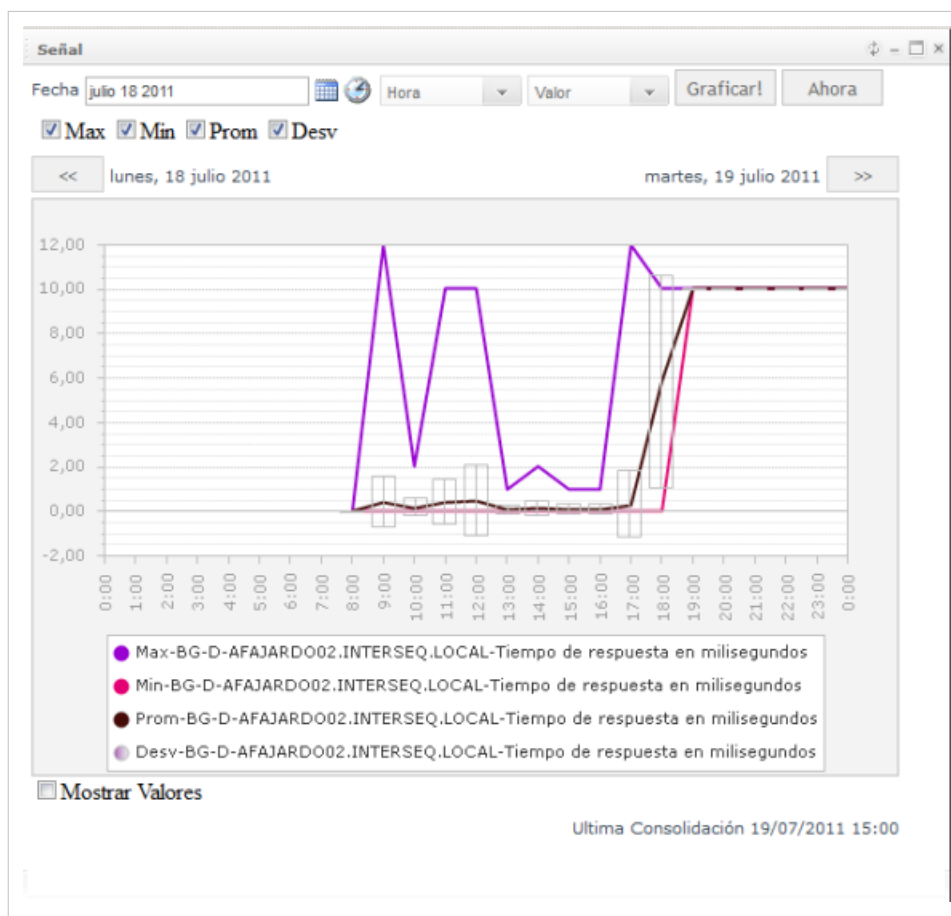 Señal
Fecha julio 18 2011 Hora Valor Graficar! Ahora
Max Min Prom Desv
<< lunes, 18 julio 2011 martes, 19 julio 2011 >>
12,00
10,00
8,00
6,00
4,00
2,00
0,00
-2,00
0:00 1:00 2:00 3:00 4:00 5:00 6:00 7:00 8:00 9:00 10:00 11:00 12:00 13:00 14:00 15:00 16:00 17:00 18:00 19:00 20:00 21:00 22:00 23:00 0:00
Max-BG-D-AFAJARDO02.INTERSEQ.LOCAL-Tiempo de respuesta en milisegundos
Min-BG-D-AFAJARDO02.INTERSEQ.LOCAL-Tiempo de respuesta en milisegundos
Prom-BG-D-AFAJARDO02.INTERSEQ.LOCAL-Tiempo de respuesta en milisegundos
Desv-BG-D-AFAJARDO02.INTERSEQ.LOCAL-Tiempo de respuesta en milisegundos
Mostrar Valores
Ultima Consolidación 19/07/2011 15:00